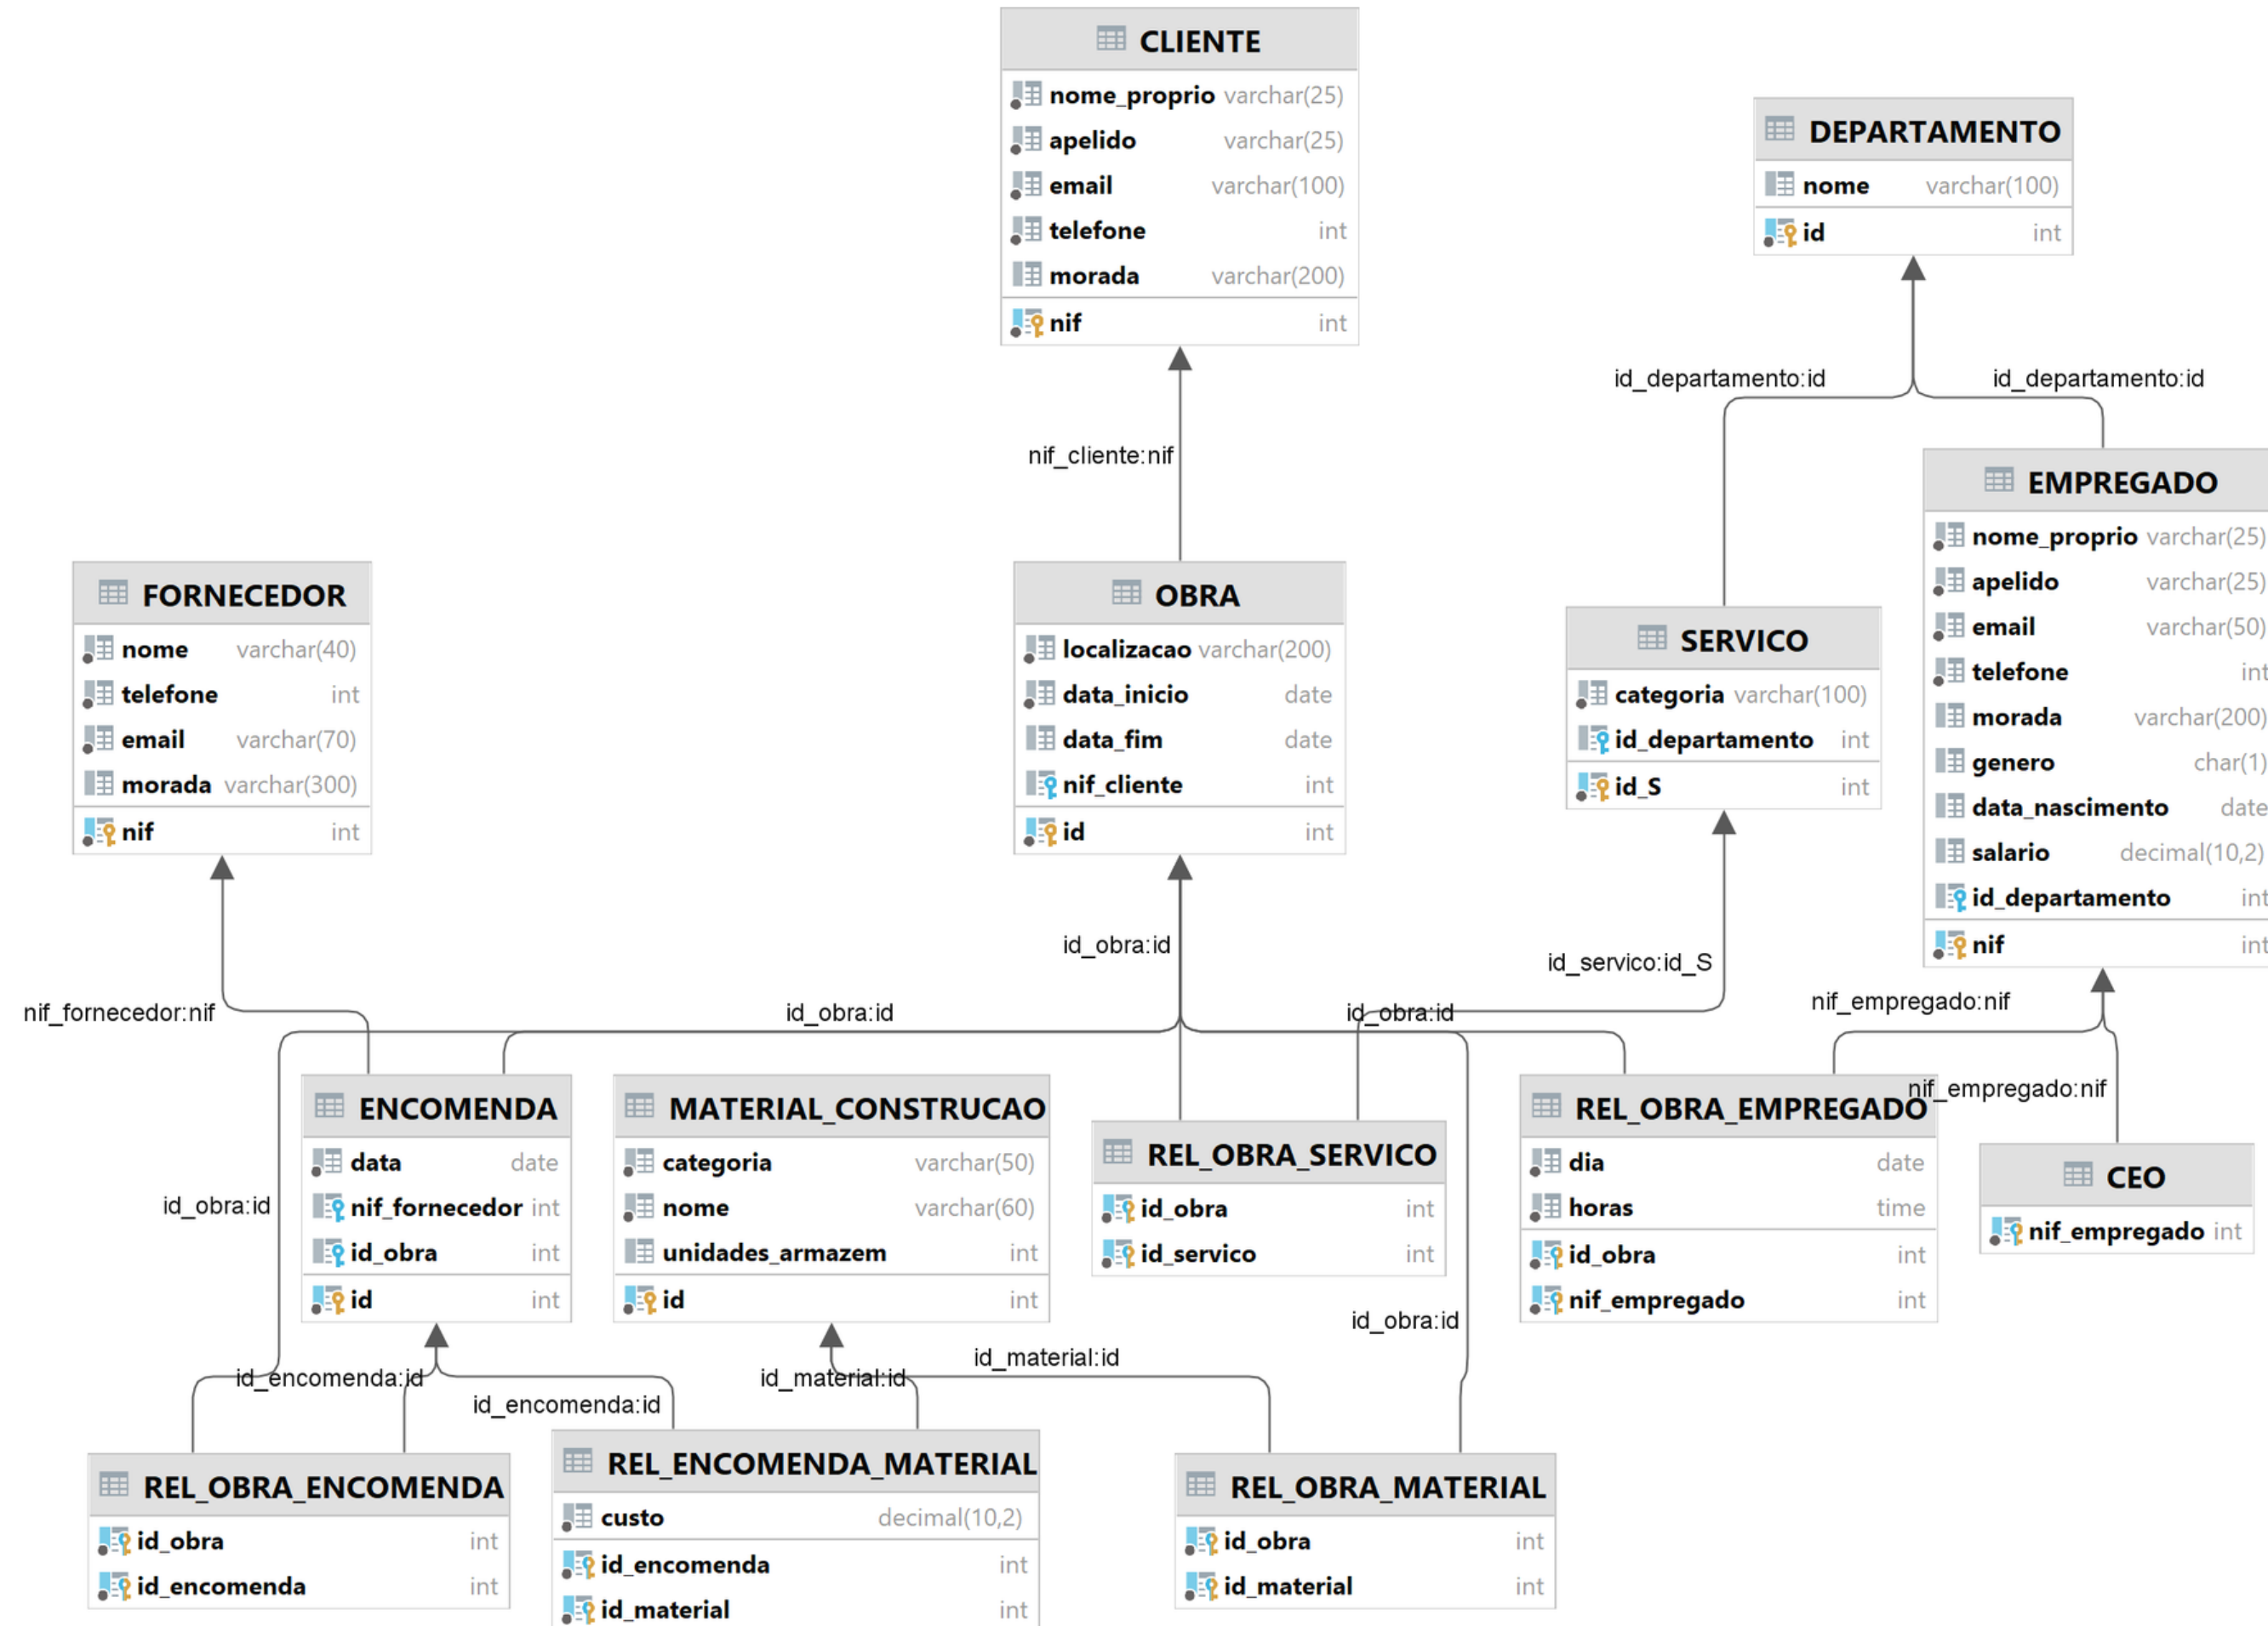 CLIENTE
nome_proprio varchar(25)
apelido varchar(25)
email varchar(100)
telefone int
morada varchar(200)
nif int
DEPARTAMENTO
nome varchar(100)
id int
id_departamento:id
id_departamento:id
nif_cliente:nif
EMPREGADO
nome_proprio varchar(25)
apelido varchar(25)
email varchar(50)
telefone int
morada varchar(200)
genero char(1)
data_nascimento date
salario decimal(10,2)
id_departamento int
nif int
FORNECEDOR
nome varchar(40)
telefone int
email varchar(70)
morada varchar(300)
nif int
OBRA
localizacao varchar(200)
data_inicio date
data_fim date
nif_cliente int
id int
SERVICO
categoria varchar(100)
id_departamento int
id_S int
id_obra:id
id_servico:id_S
nif_fornecedor:nif
id_obra:id
id_obra:id
nif_empregado:nif
nif_empregado:nif
ENCOMENDA
data date
nif_fornecedor int
id_obra int
id int
MATERIAL_CONSTRUCAO
categoria varchar(50)
nome varchar(60)
unidades_armazem int
id int
REL_OBRA_SERVICO
id_obra int
id_servico int
REL_OBRA_EMPREGADO
dia date
horas time
id_obra int
nif_empregado int
CEO
nif_empregado int
id_obra:id
id_obra:id
id_encomenda:id
id_encomenda:id
id_material:id
id_material:id
REL_OBRA_ENCOMENDA
id_obra int
id_encomenda int
REL_ENCOMENDA_MATERIAL
custo decimal(10,2)
id_encomenda int
id_material int
REL_OBRA_MATERIAL
id_obra int
id_material int